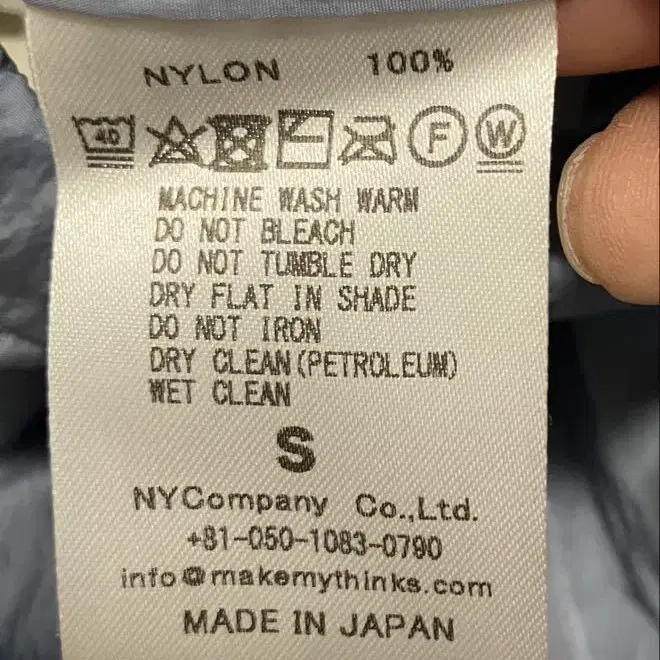 NYLON 100%
40 F W
MACHINE WASH WARM
DO NOT BLEACH
DO NOT TUMBLE DRY
DRY FLAT IN SHADE
DO NOT IRON
DRY CLEAN(PETROLEUM)
WET CLEAN
S
NYCompany Co.,Ltd.
+81-050-1083-0790
info@makemythinks.com
MADE IN JAPAN